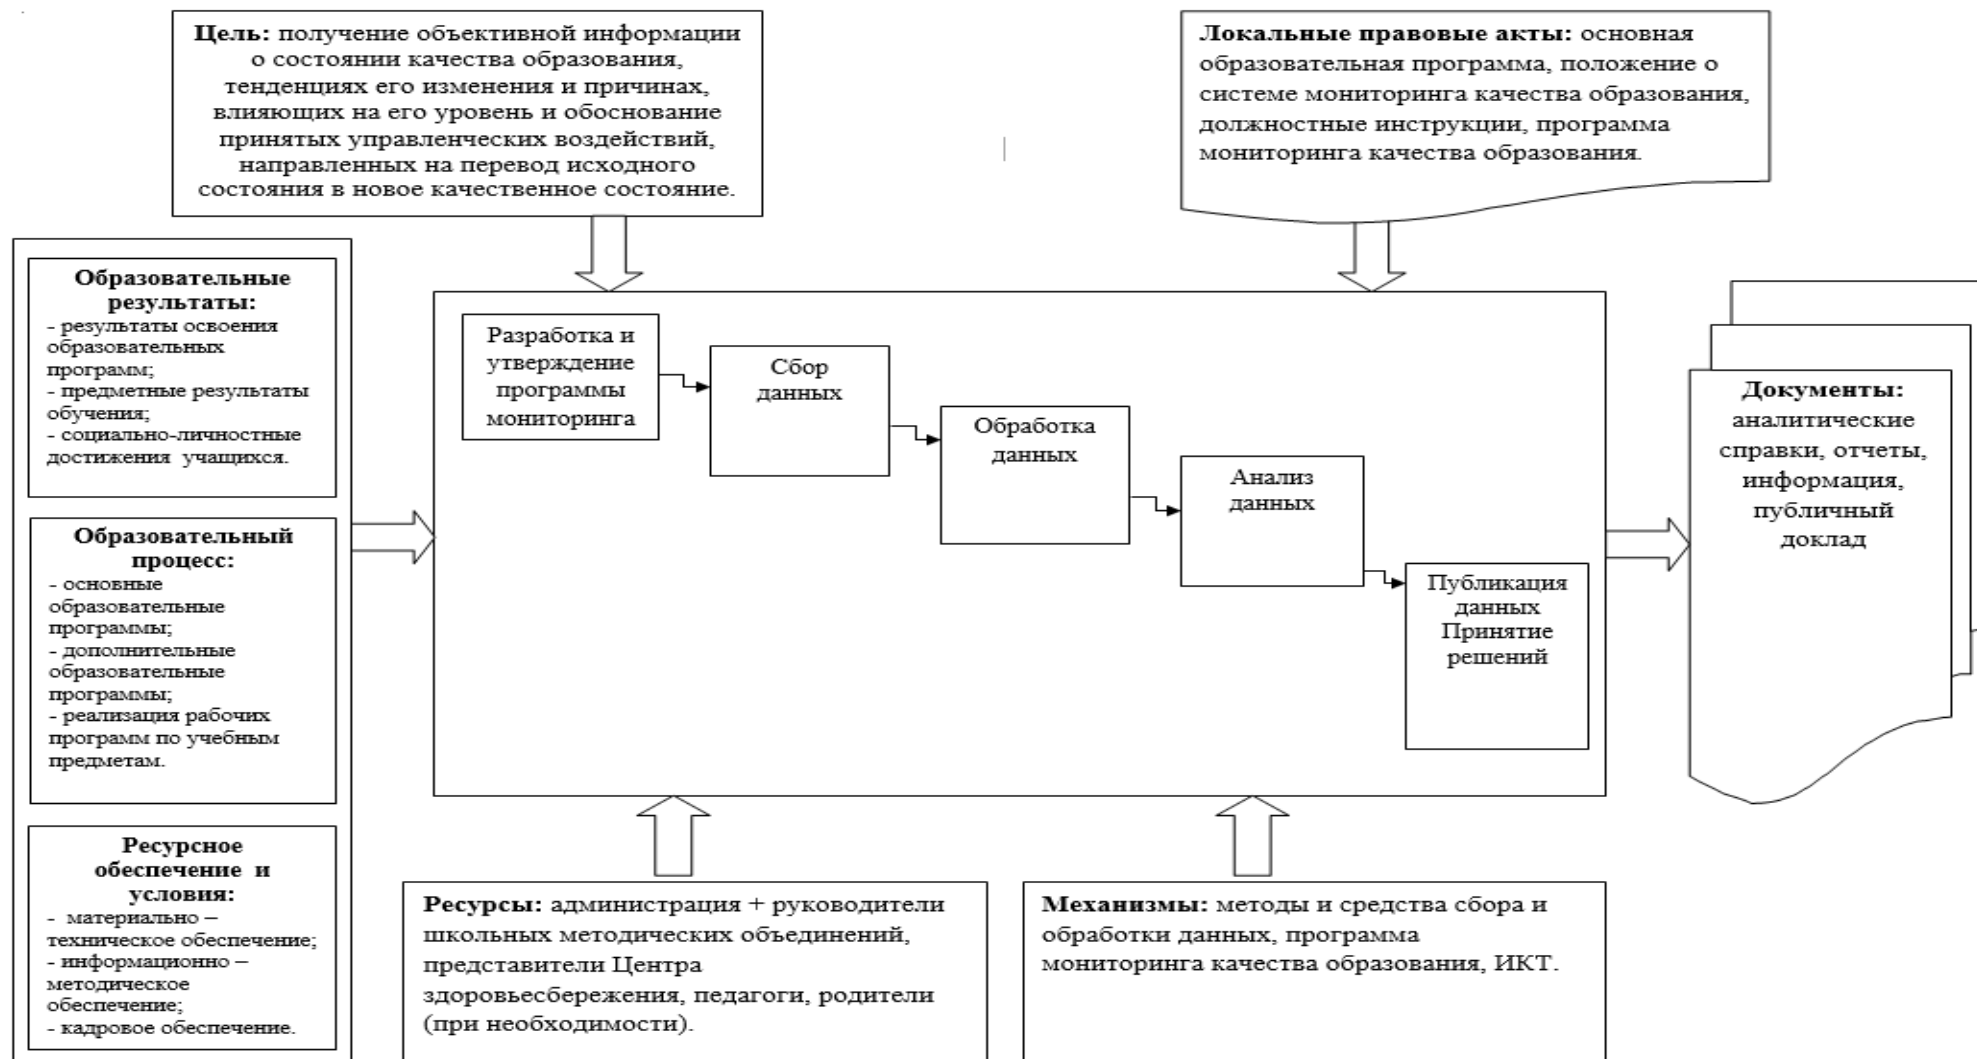 Цель: получение объективной информации
о состоянии качества образования,
тенденциях его изменения и причинах,
влияющих на его уровень и обоснование
принятых управленческих воздействий,
направленных на перевод исходного
состояния в новое качественное состояние.
Локальные правовые акты: основная
образовательная программа, положение о
системе мониторинга качества образования,
должностные инструкции, программа
мониторинга качества образования.
Образовательные
результаты:
- результаты освоения
образовательных
программ;
- предметные результаты
обучения;
- социально-личностные
достижения учащихся.
Образовательный
процесс:
- основные
образовательные
программы;
- дополнительные
образовательные
программы;
- реализация рабочих
программ по учебным
предметам.
Ресурсное
обеспечение и
условия:
- материально –
техническое обеспечение;
- информационно –
методическое
обеспечение;
- кадровое обеспечение.
Разработка и
утверждение
программы
мониторинга
Сбор
данных
Обработка
данных
Анализ
данных
Публикация
данных
Принятие
решений
Документы:
аналитические
справки, отчеты,
информация,
публичный
доклад
Ресурсы: администрация + руководители
школьных методических объединений,
представители Центра
здоровьесбережения, педагоги, родители
(при необходимости).
Механизмы: методы и средства сбора и
обработки данных, программа
мониторинга качества образования, ИКТ.